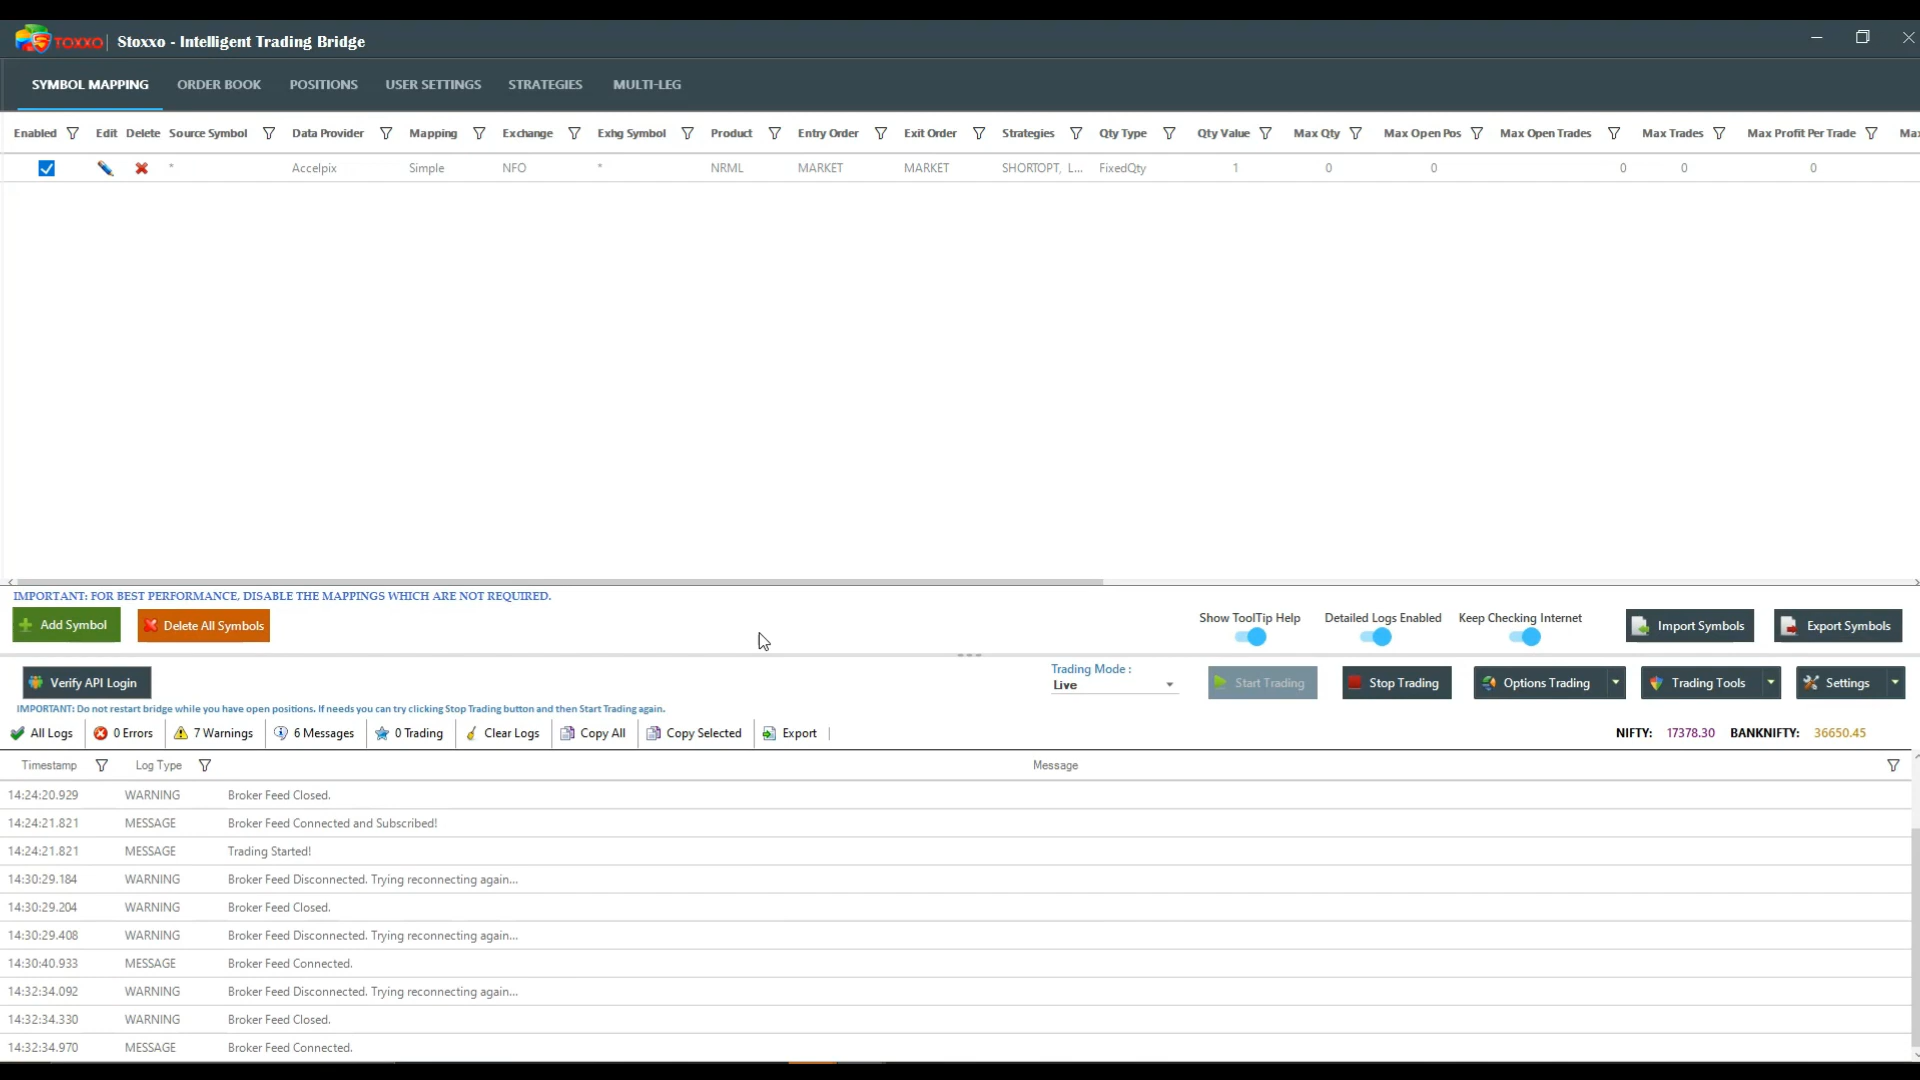 TOXXO | Stoxxo - Intelligent Trading Bridge
SYMBOL MAPPING ORDER BOOK POSITIONS USER SETTINGS STRATEGIES MULTI-LEG
Enabled Edit Delete Source Symbol Data Provider Mapping Exchange Exhg Symbol Product Entry Order Exit Order Strategies Qty Type Qty Value Max Qty Max Open Pos Max Open Trades Max Trades Max Profit Per Trade Max
* Accelpix Simple NFO * NRML MARKET MARKET SHORTOPT, L... FixedQty 1 0 0 0 0 0
IMPORTANT: FOR BEST PERFORMANCE, DISABLE THE MAPPINGS WHICH ARE NOT REQUIRED.
Add Symbol Delete All Symbols Show ToolTip Help Detailed Logs Enabled Keep Checking Internet Import Symbols Export Symbols
Verify API Login Trading Mode : Live Start Trading Stop Trading Options Trading Trading Tools Settings
IMPORTANT: Do not restart bridge while you have open positions. If needs you can try clicking Stop Trading button and then Start Trading again.
All Logs 0 Errors 7 Warnings 6 Messages 0 Trading Clear Logs Copy All Copy Selected Export NIFTY: 17378.30 BANKNIFTY: 36650.45
Timestamp Log Type Message
14:24:20.929 WARNING Broker Feed Closed.
14:24:21.821 MESSAGE Broker Feed Connected and Subscribed!
14:24:21.821 MESSAGE Trading Started!
14:30:29.184 WARNING Broker Feed Disconnected. Trying reconnecting again...
14:30:29.204 WARNING Broker Feed Closed.
14:30:29.408 WARNING Broker Feed Disconnected. Trying reconnecting again...
14:30:40.933 MESSAGE Broker Feed Connected.
14:32:34.092 WARNING Broker Feed Disconnected. Trying reconnecting again...
14:32:34.330 WARNING Broker Feed Closed.
14:32:34.970 MESSAGE Broker Feed Connected.